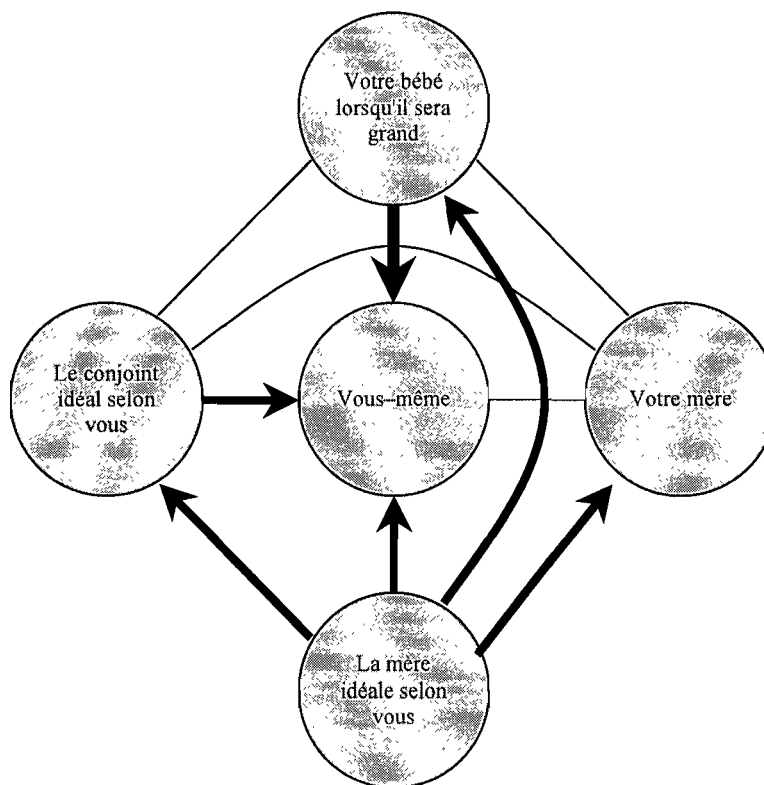 Votre bébé
lorsqu'il sera
grand
Le conjoint
idéal selon
vous
Vous-même
Votre mère
La mère
idéale selon
vous